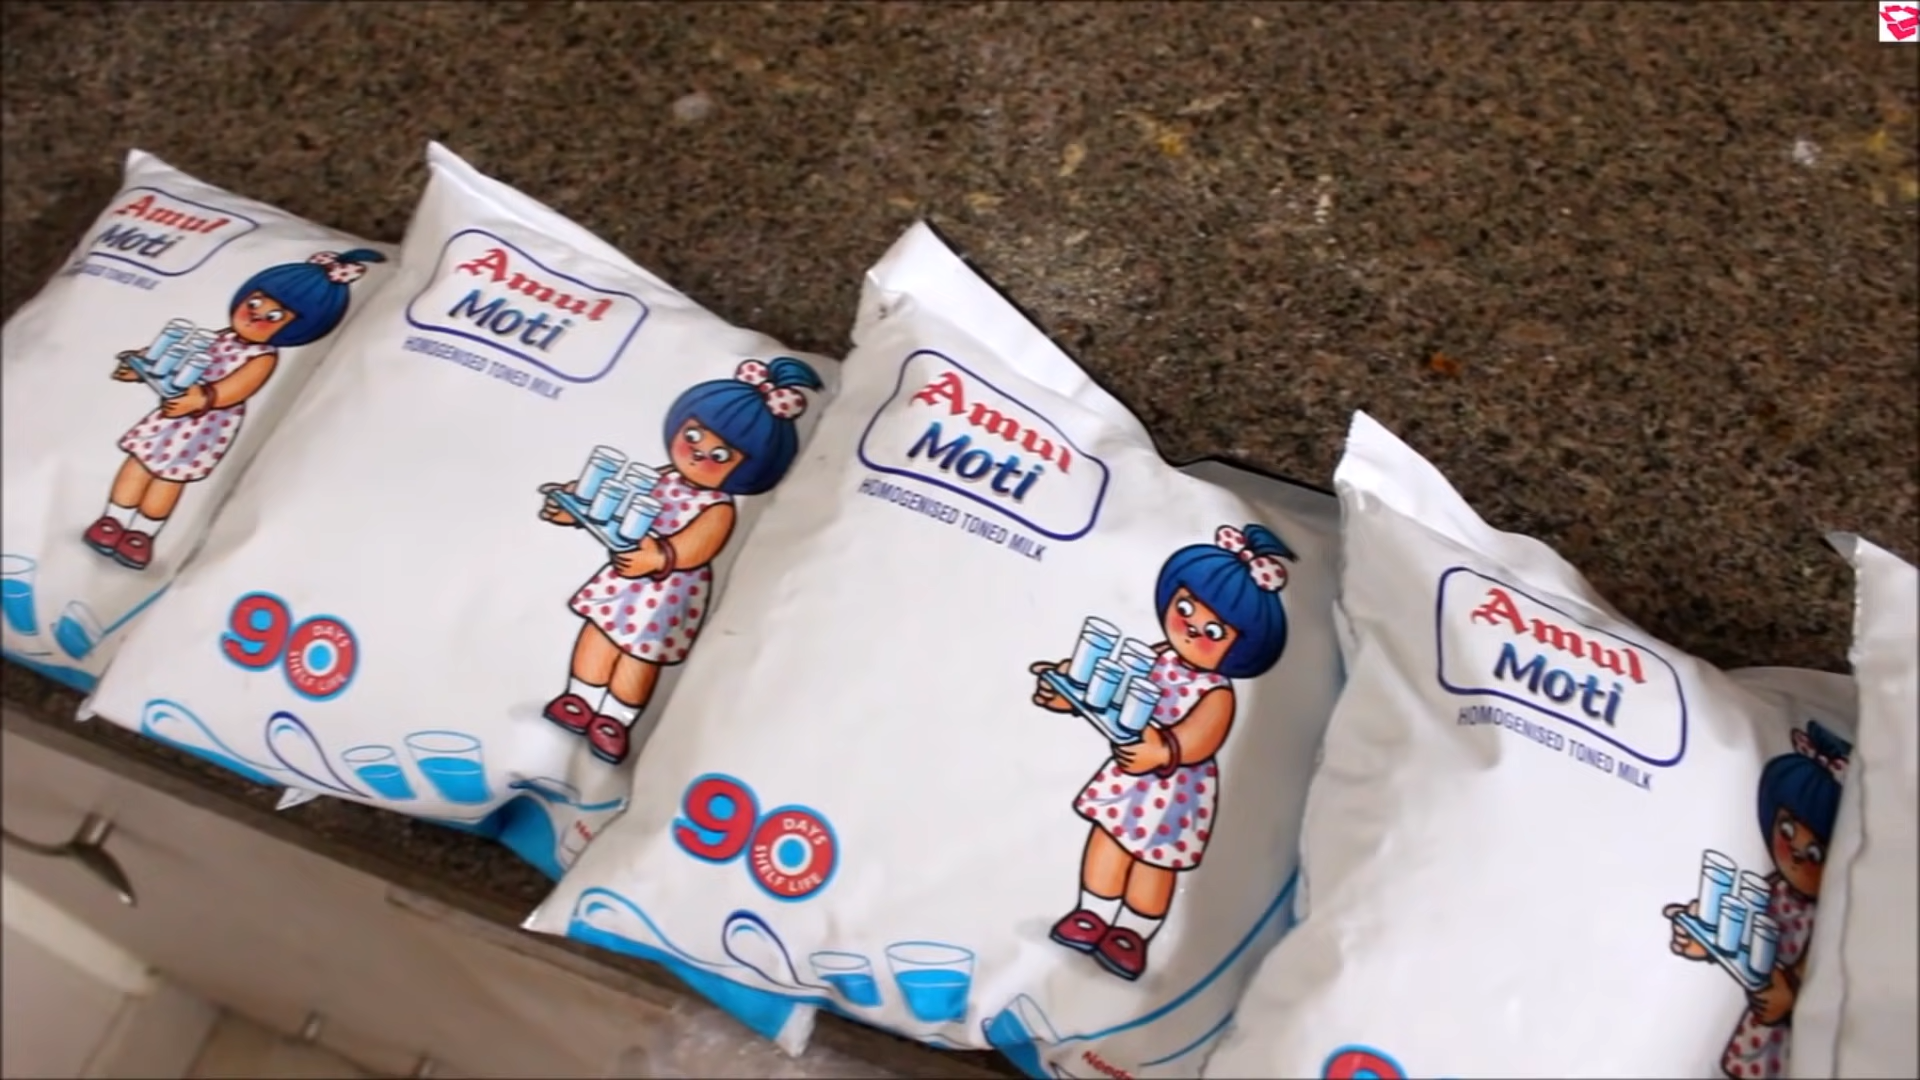 Amul
Moti
HOMOGENISED TONED MILK
Amul
Moti
HOMOGENISED TONED MILK
90
DAYS
SHELF LIFE
Amul
Moti
HOMOGENISED TONED MILK
90
DAYS
SHELF LIFE
Amul
Moti
HOMOGENISED TONED MILK